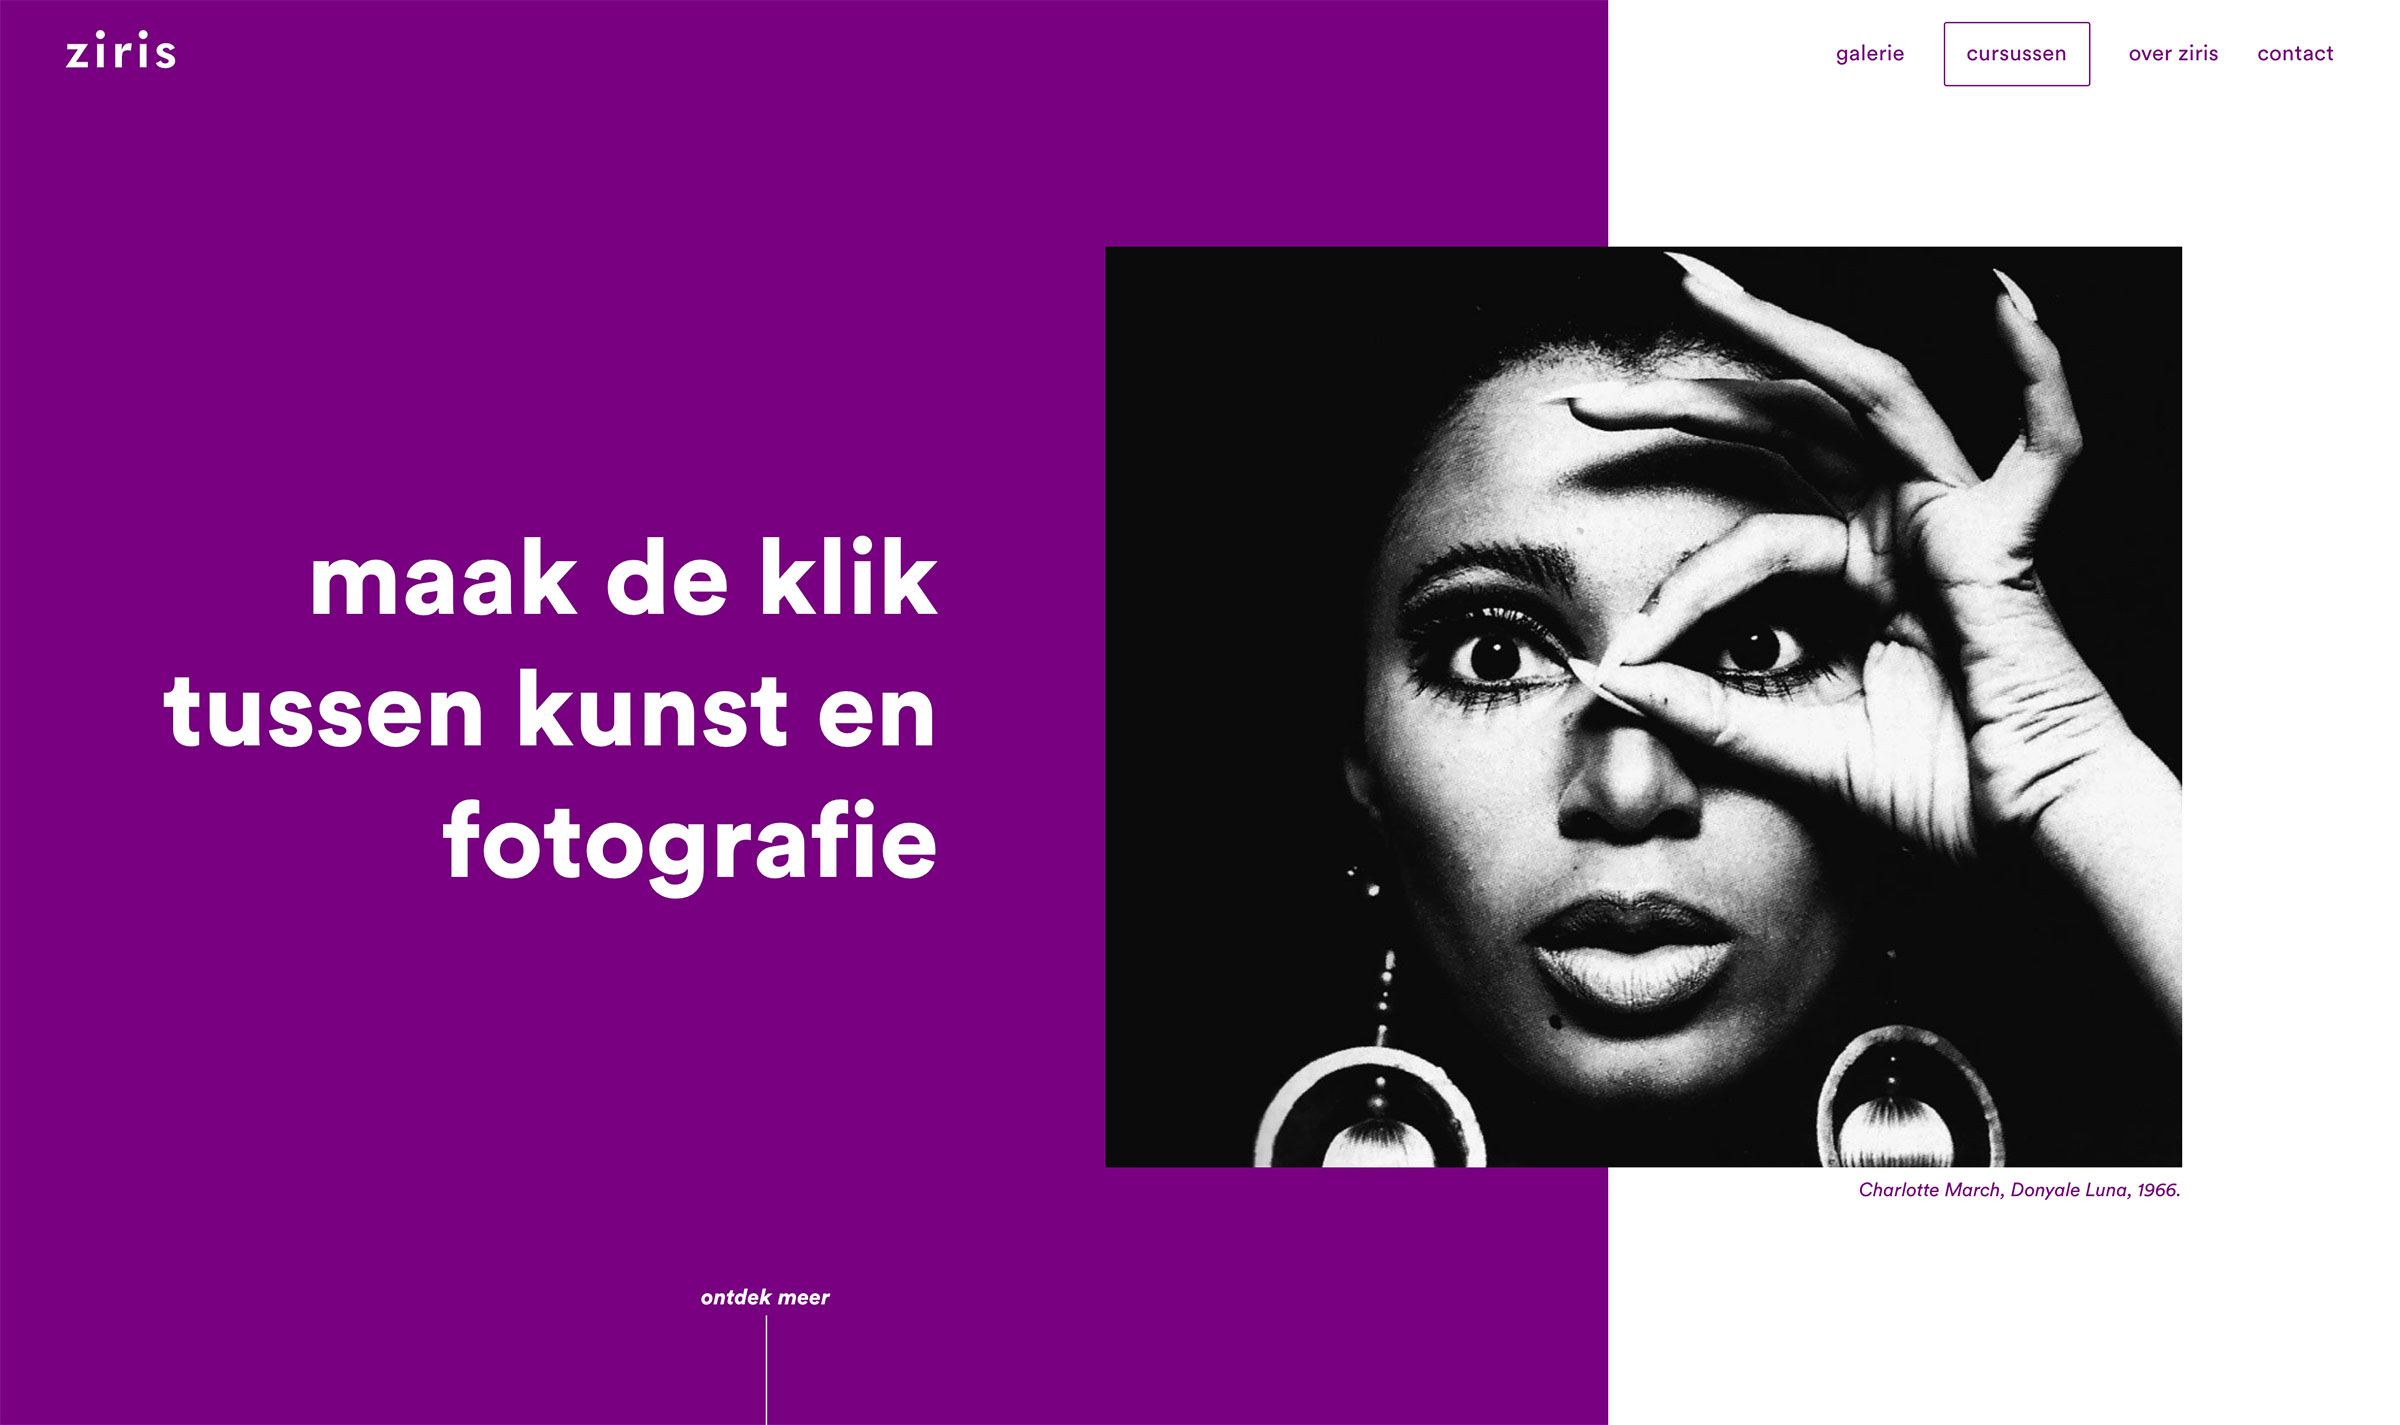 ziris
galerie
cursussen
over ziris
contact
maak de klik
tussen kunst en
fotografie
Charlotte March, Donyale Luna, 1966.
ontdek meer